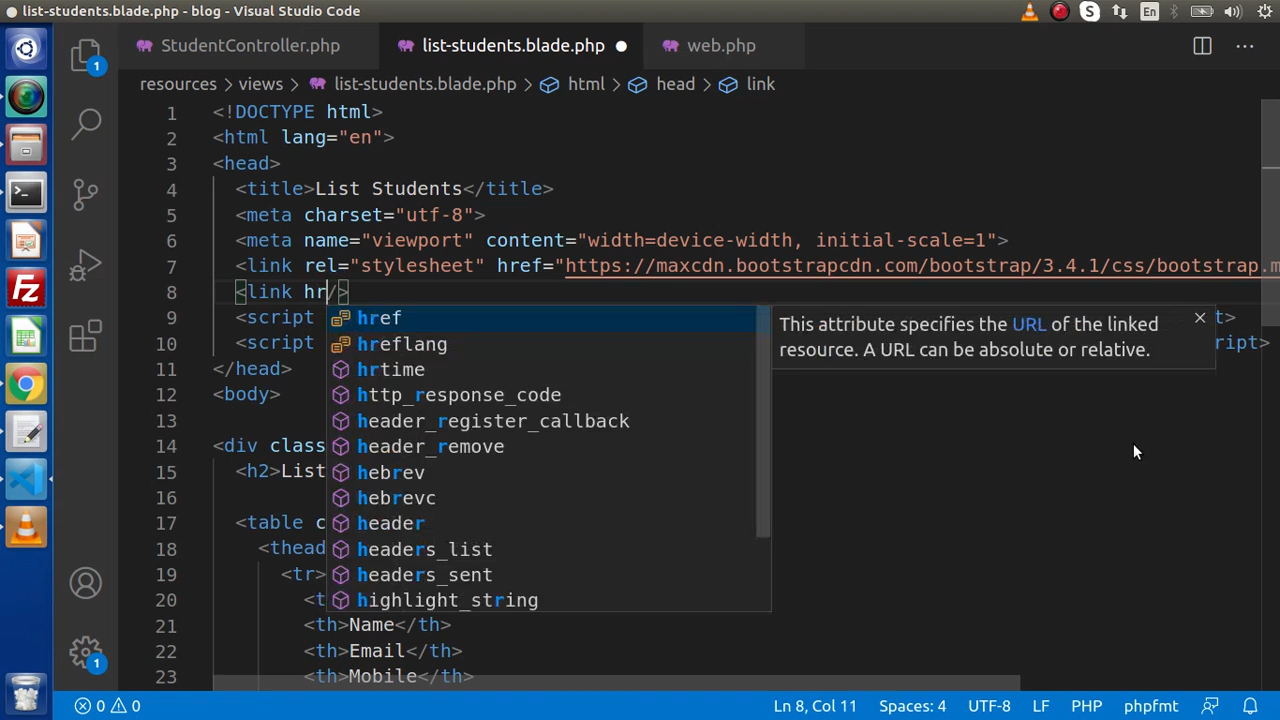 list-students.blade.php - blog - Visual Studio Code
En
StudentController.php
list-students.blade.php
web.php
resources > views > list-students.blade.php > html > head > link
1 <!DOCTYPE html>
2 <html lang="en">
3 <head>
4 <title>List Students</title>
5 <meta charset="utf-8">
6 <meta name="viewport" content="width=device-width, initial-scale=1">
7 <link rel="stylesheet" href="https://maxcdn.bootstrapcdn.com/bootstrap/3.4.1/css/bootstrap.m
8 <link hr/>
9 <script t>
10 <script ript>
11 </head>
12 <body>
13
14 <div class
15 <h2>List
16
17 <table c
18 <thead
19 <tr>
20 <t
21 <th>Name</th>
22 <th>Email</th>
23 <th>Mobile</th>
href
hreflang
hrtime
http_response_code
header_register_callback
header_remove
hebrev
hebrevc
header
headers_list
headers_sent
highlight_string
This attribute specifies the URL of the linked
resource. A URL can be absolute or relative.
1
1
0 0 Ln 8, Col 11 Spaces: 4 UTF-8 LF PHP phpfmt